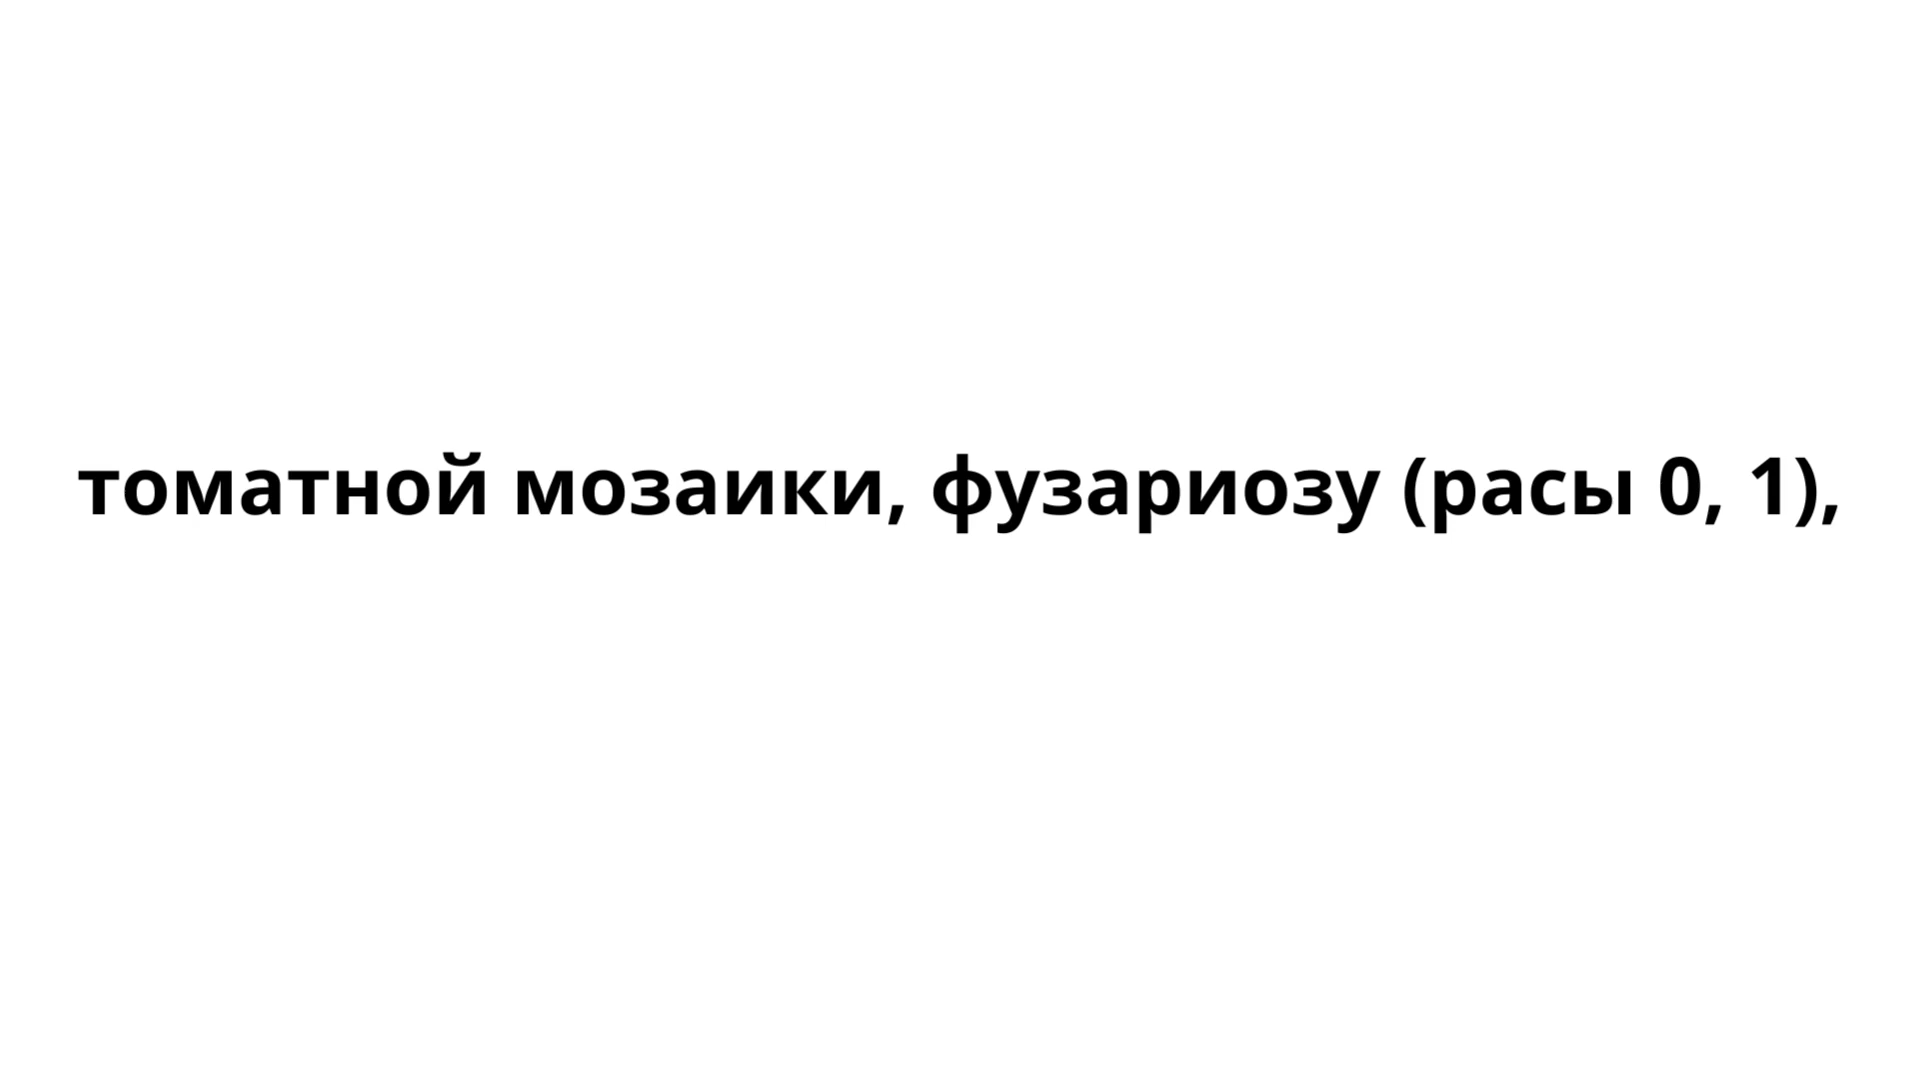 томатной мозаики, фузариозу (расы 0, 1),